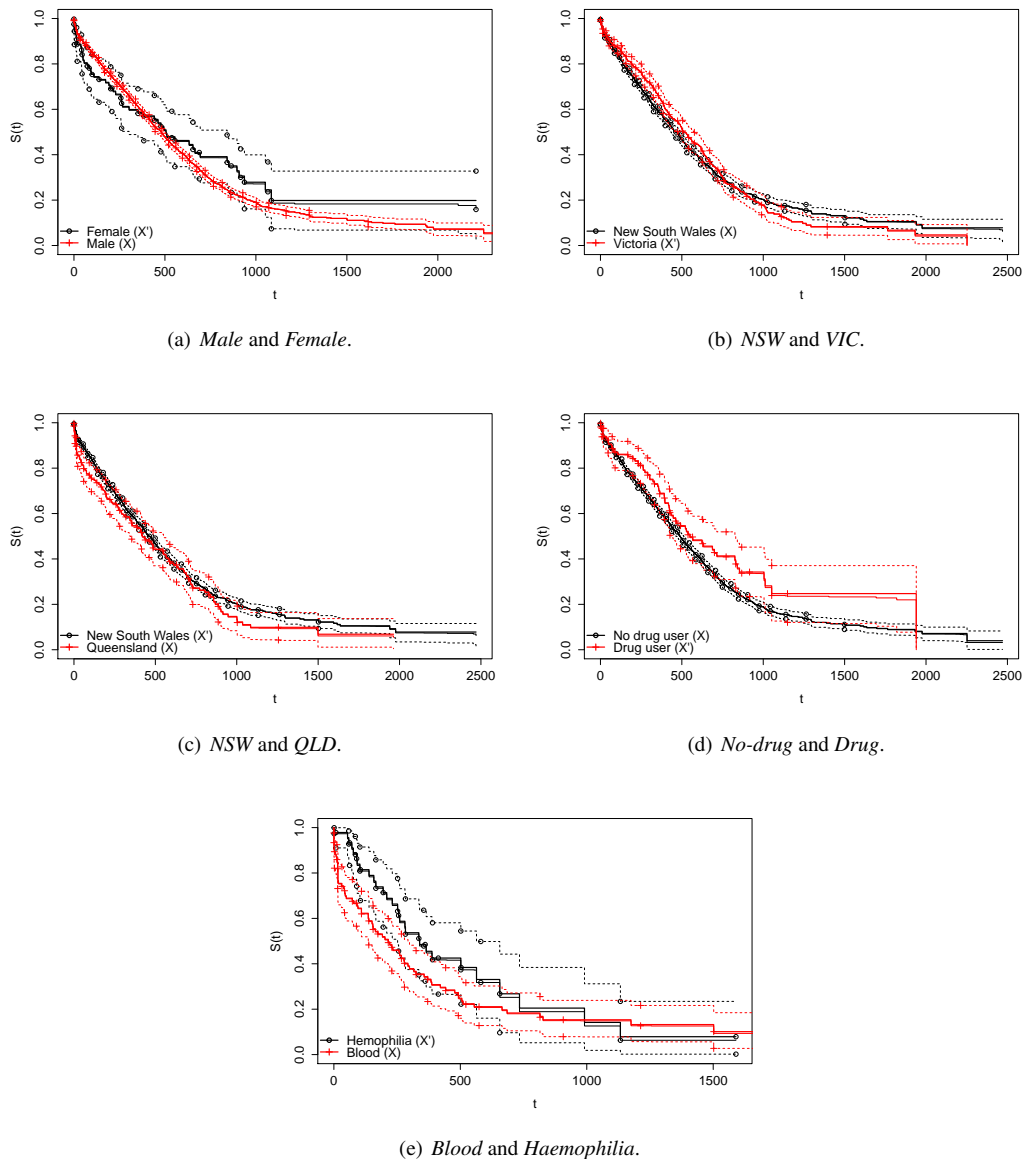 1.0
0.8
0.6
0.4
0.2
0.0
S(t)
Female (X')
Male (X)
0 500 1000 1500 2000
t
(a) Male and Female.
1.0
0.8
0.6
0.4
0.2
0.0
S(t)
New South Wales (X)
Victoria (X')
0 500 1000 1500 2000 2500
t
(b) NSW and VIC.
1.0
0.8
0.6
0.4
0.2
0.0
S(t)
New South Wales (X')
Queensland (X)
0 500 1000 1500 2000 2500
t
(c) NSW and QLD.
1.0
0.8
0.6
0.4
0.2
0.0
S(t)
No drug user (X)
Drug user (X')
0 500 1000 1500 2000 2500
t
(d) No-drug and Drug.
1.0
0.8
0.6
0.4
0.2
0.0
S(t)
Hemophilia (X')
Blood (X)
0 500 1000 1500
t
(e) Blood and Haemophilia.